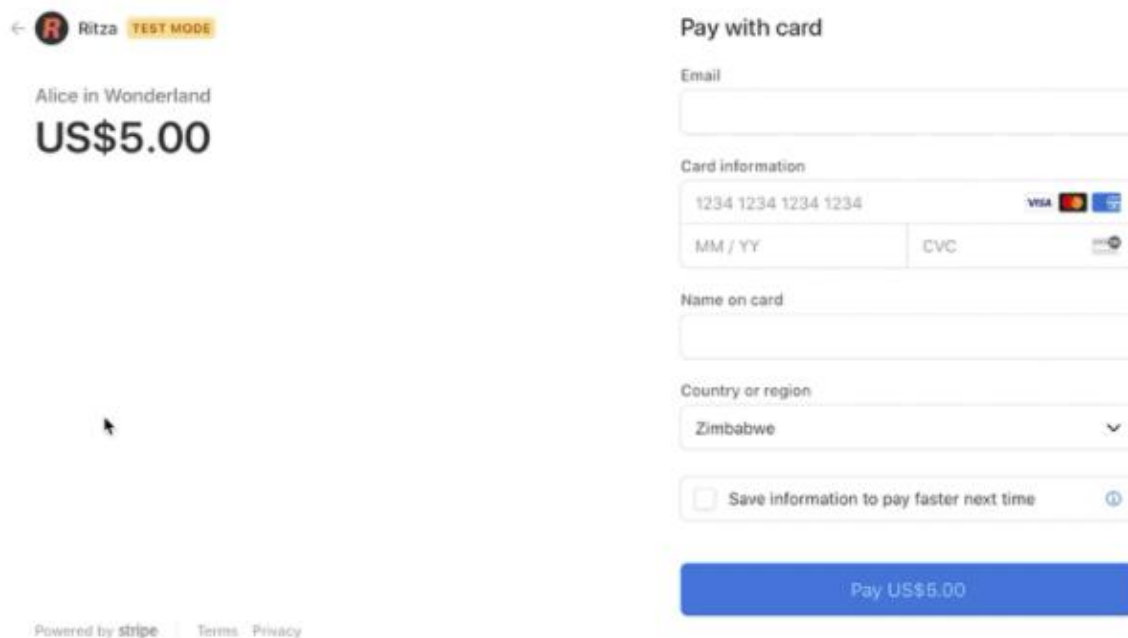 Ritza TEST MODE
Alice in Wonderland
US$5.00
Powered by stripe Terms Privacy
Pay with card
Email
Card information
1234 1234 1234 1234 VISA
MM / YY CVC
Name on card
Country or region
Zimbabwe
Save information to pay faster next time
Pay US$5.00